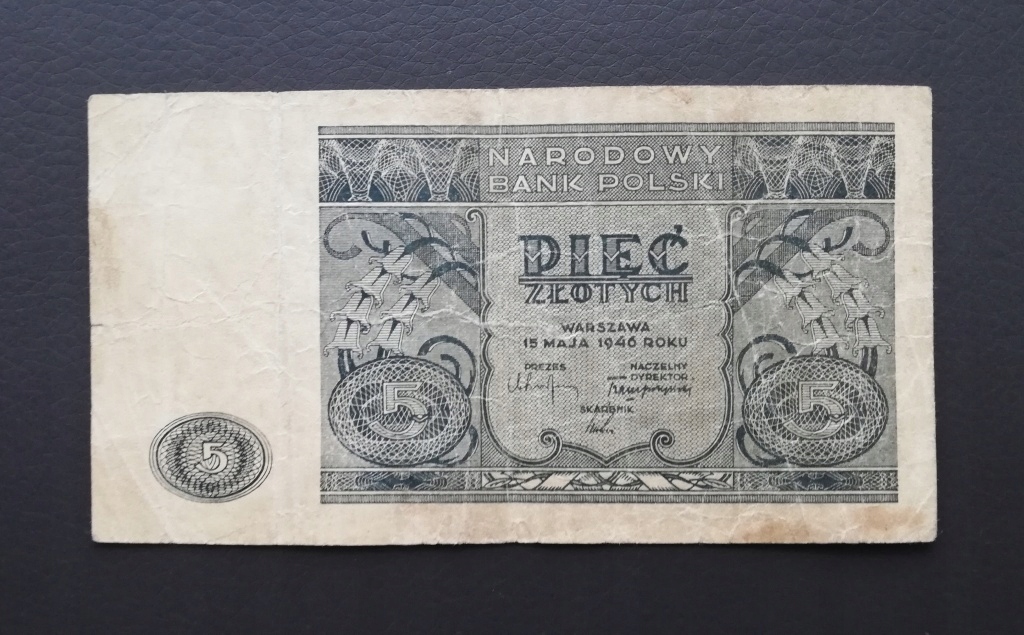 NARODOWY
BANK POLSKI
PIĘĆ
ZŁOTYCH
WARSZAWA
15 MAJA 1946 ROKU
PREZES
NACZELNY
DYREKTOR
SKARBNIK
5
5
5